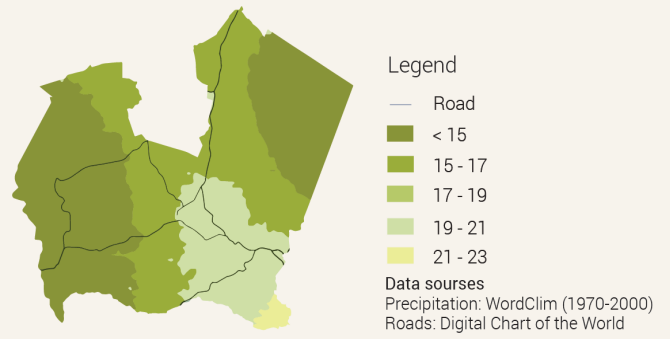 Legend
Road
< 15
15 - 17
17 - 19
19 - 21
21 - 23
Data sourses
Precipitation: WordClim (1970-2000)
Roads: Digital Chart of the World